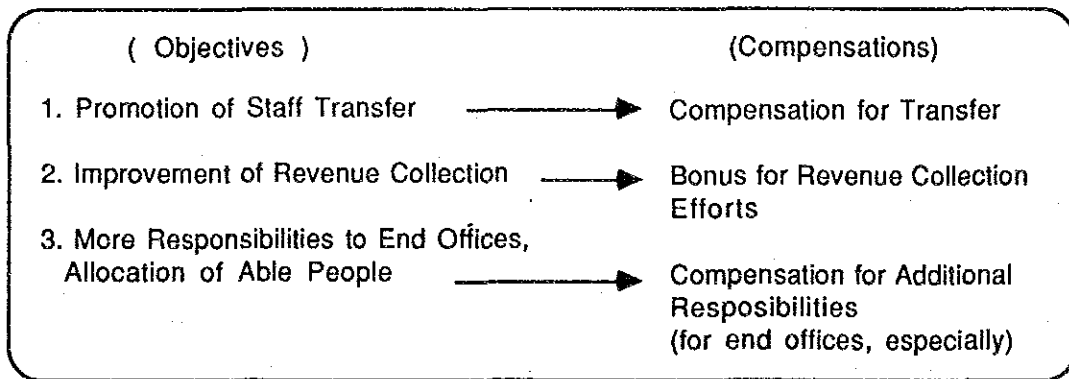 ( Objectives ) (Compensations)
1. Promotion of Staff Transfer Compensation for Transfer
2. Improvement of Revenue Collection Bonus for Revenue Collection
Efforts
3. More Responsibilities to End Offices,
Allocation of Able People Compensation for Additional
Resposibilities
(for end offices, especially)